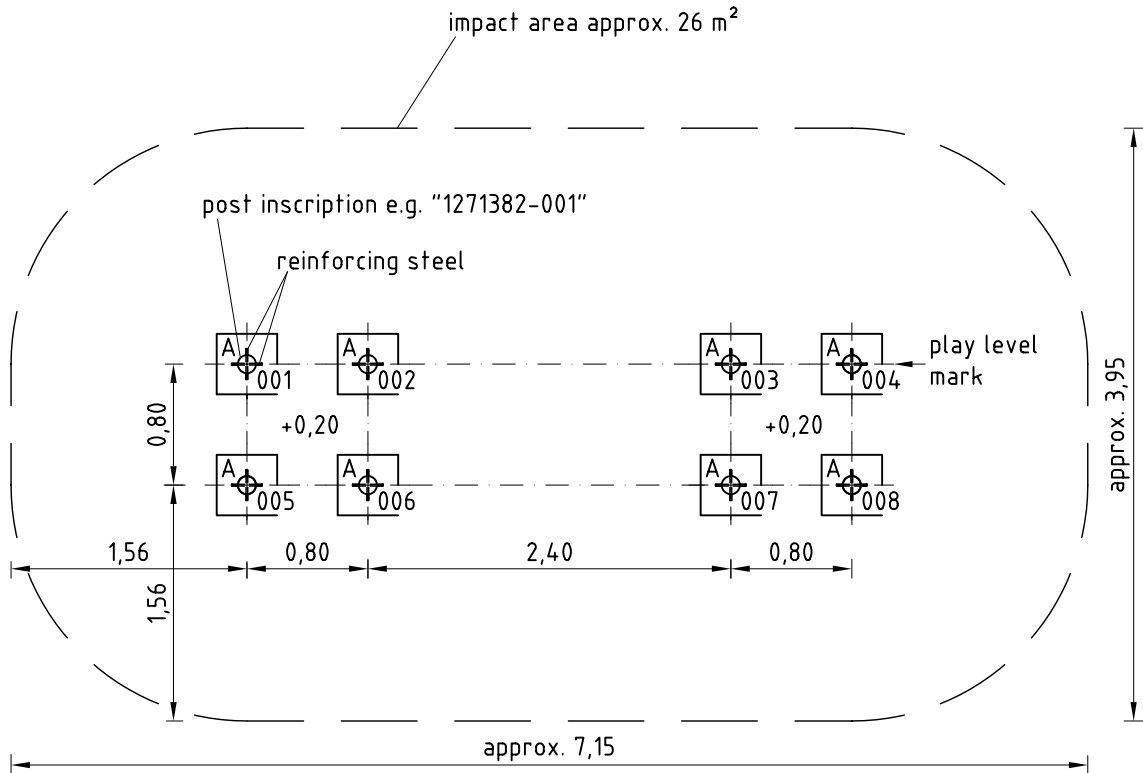 impact area approx. 26 m²
post inscription e.g. "1271382-001"
reinforcing steel
A
A
A
A
play level
mark
001
002
003
004
approx. 3,95
0,80
+0,20
+0,20
A
A
A
A
005
006
007
008
1,56
0,80
2,40
0,80
1,56
approx. 7,15